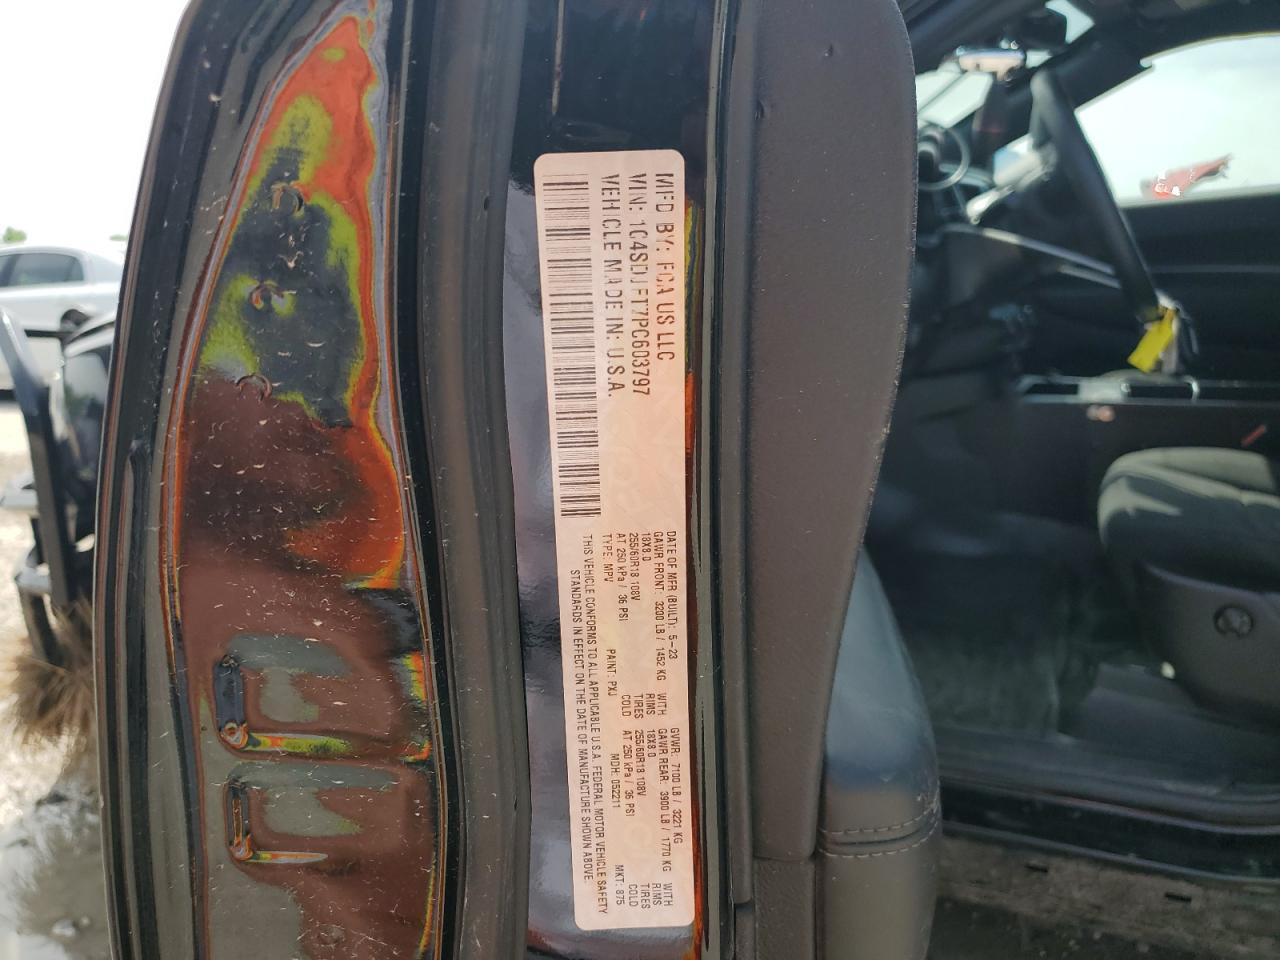 MFD BY: FCA US LLC
VIN: 1C4SDJFT7PC603797
VEHICLE MADE IN: U.S.A.
DATE OF MFR (BUILT): 5-23 GVWR: 7100 LB / 3221 KG
GAWR FRONT: 3200 LB / 1452 KG WITH GAWR REAR: 3900 LB / 1770 KG WITH
18X8.0 RIMS 18X8.0 RIMS
255/60R18 108V TIRES 255/60R18 108V TIRES
AT 250 kPa / 36 PSI COLD AT 250 kPa / 36 PSI COLD
TYPE: MPV PAINT: PXJ MDH: 052211 MKT: 875
THIS VEHICLE CONFORMS TO ALL APPLICABLE U.S.A. FEDERAL MOTOR VEHICLE SAFETY
STANDARDS IN EFFECT ON THE DATE OF MANUFACTURE SHOWN ABOVE.